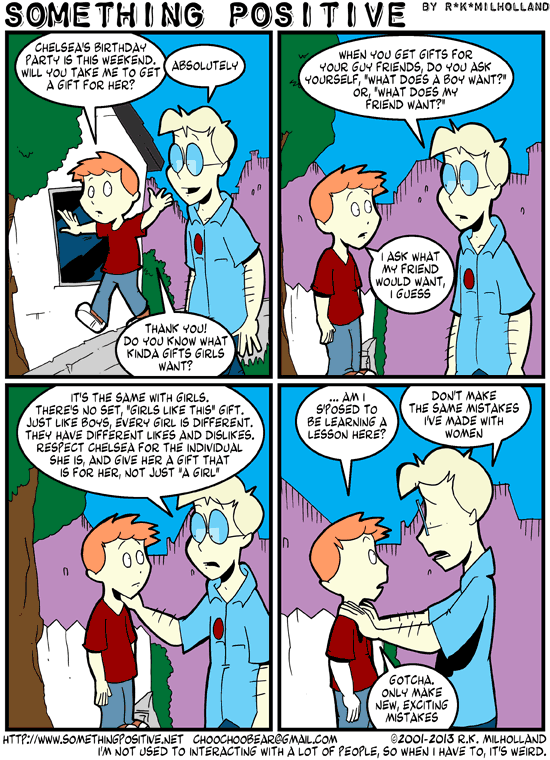 SOMETHING POSITIVE BY R*K*MILHOLLAND
CHELSEA'S BIRTHDAY
PARTY IS THIS WEEKEND.
WILL YOU TAKE ME TO GET
A GIFT FOR HER?
ABSOLUTELY
THANK YOU!
DO YOU KNOW WHAT
KINDA GIFTS GIRLS
WANT?
WHEN YOU GET GIFTS FOR
YOUR GUY FRIENDS, DO YOU ASK
YOURSELF, "WHAT DOES A BOY WANT?"
OR, "WHAT DOES MY
FRIEND WANT?"
I ASK WHAT
MY FRIEND
WOULD WANT,
I GUESS
IT'S THE SAME WITH GIRLS.
THERE'S NO SET, "GIRLS LIKE THIS" GIFT.
JUST LIKE BOYS, EVERY GIRL IS DIFFERENT.
THEY HAVE DIFFERENT LIKES AND DISLIKES.
RESPECT CHELSEA FOR THE INDIVIDUAL
SHE IS, AND GIVE HER A GIFT THAT
IS FOR HER, NOT JUST "A GIRL"
... AM I
S'POSED TO
BE LEARNING A
LESSON HERE?
DON'T MAKE
THE SAME MISTAKES
I'VE MADE WITH
WOMEN
GOTCHA.
ONLY MAKE
NEW, EXCITING
MISTAKES
HTTP://WWW.SOMETHINGPOSITIVE.NET CHOOCHOOBEAR@GMAIL.COM ©2001-2013 R.K. MILHOLLAND
I'M NOT USED TO INTERACTING WITH A LOT OF PEOPLE, SO WHEN I HAVE TO, IT'S WEIRD.